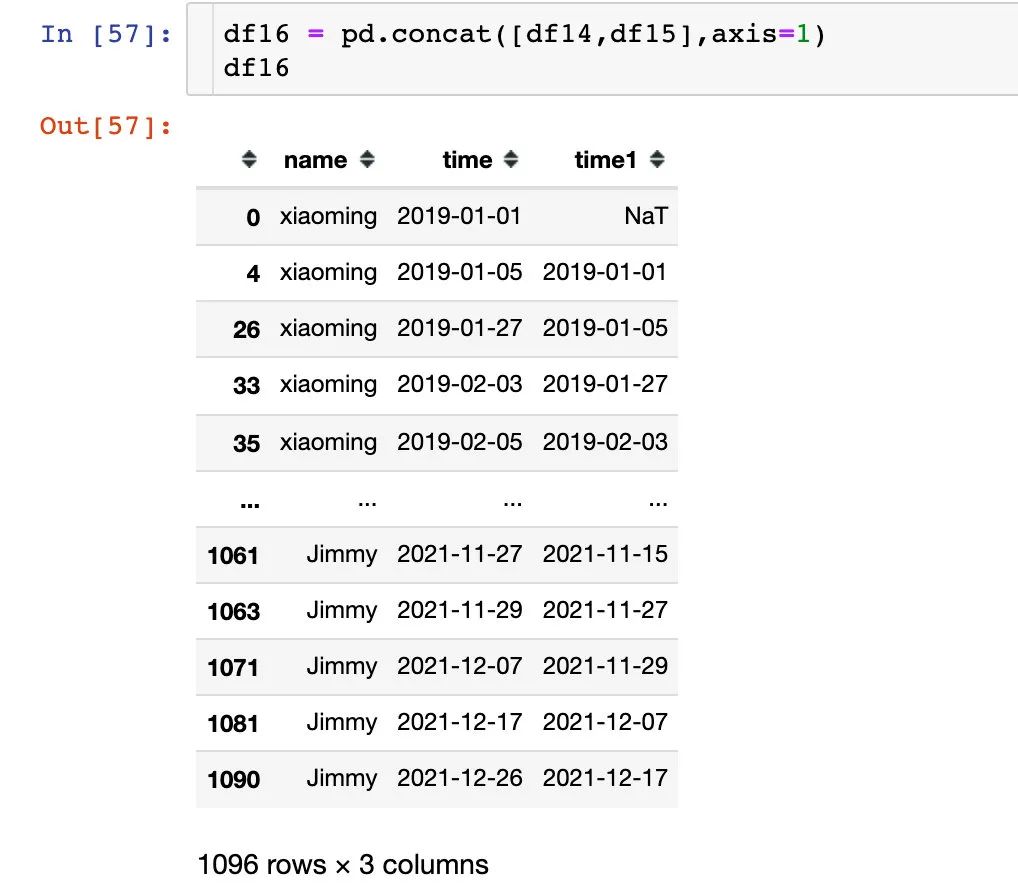 In [57]: df16 = pd.concat([df14,df15],axis=1)
df16
Out[57]:
name time time1
0 xiaoming 2019-01-01 NaT
4 xiaoming 2019-01-05 2019-01-01
26 xiaoming 2019-01-27 2019-01-05
33 xiaoming 2019-02-03 2019-01-27
35 xiaoming 2019-02-05 2019-02-03
... ... ... ...
1061 Jimmy 2021-11-27 2021-11-15
1063 Jimmy 2021-11-29 2021-11-27
1071 Jimmy 2021-12-07 2021-11-29
1081 Jimmy 2021-12-17 2021-12-07
1090 Jimmy 2021-12-26 2021-12-17
1096 rows × 3 columns